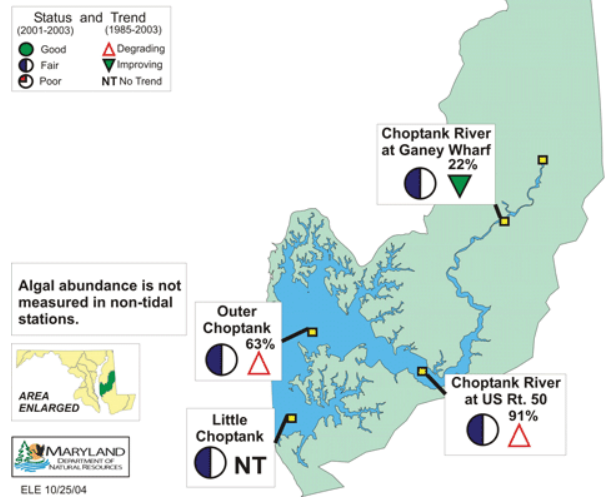 Status and Trend
(2001-2003) (1985-2003)
Good Degrading
Fair Improving
Poor NT No Trend
Choptank River
at Ganey Wharf
22%
Algal abundance is not
measured in non-tidal
stations.
Outer
Choptank
63%
AREA
ENLARGED
Choptank River
at US Rt. 50
91%
Little
Choptank
NT
MARYLAND
DEPARTMENT OF
NATURAL RESOURCES
ELE 10/25/04